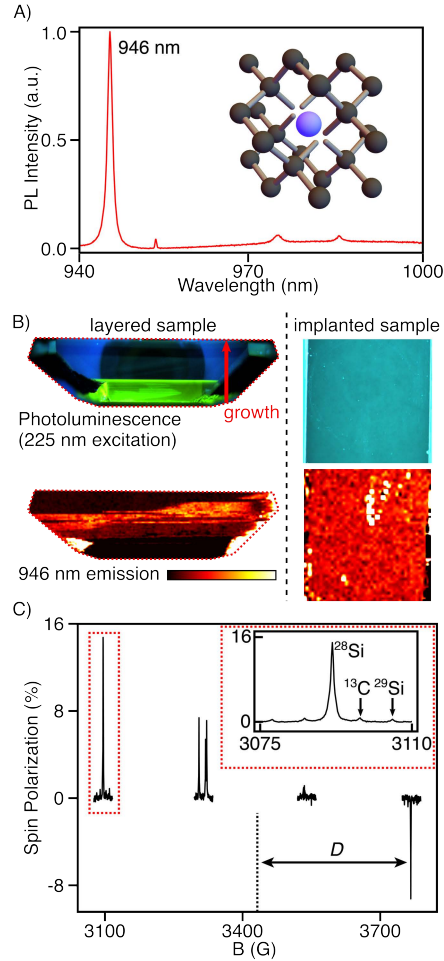 A)
1.0
946 nm
PL Intensity (a.u.)
0.5
0.0
940
970
1000
Wavelength (nm)
B)
layered sample
implanted sample
growth
Photoluminescence
(225 nm excitation)
946 nm emission
C)
16
16
28Si
13C 29Si
0
3075
3110
8
Spin Polarization (%)
0
D
-8
3100
3400
3700
B (G)